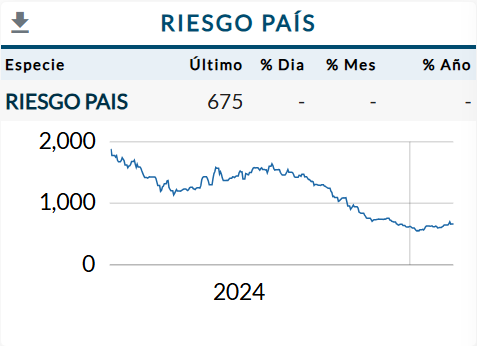 RIESGO PAÍS
Especie Último % Dia % Mes % Año
RIESGO PAIS 675 - - -
2,000
1,000
0
2024